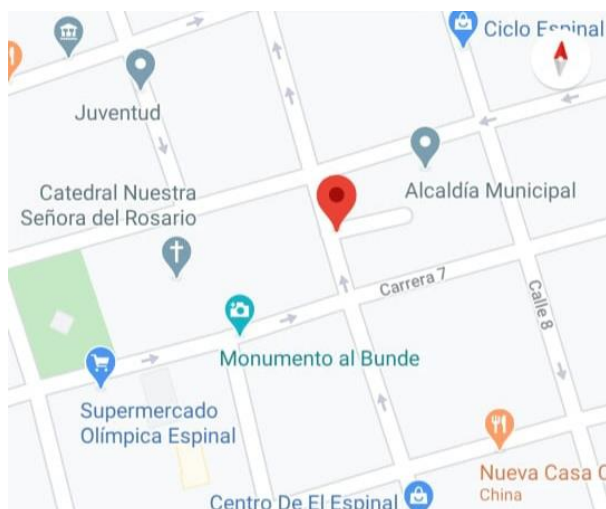 Ciclo Espinal
Juventud
Alcaldía Municipal
Catedral Nuestra
Señora del Rosario
Carrera 7
Calle 8
Monumento al Bunde
Supermercado
Olímpica Espinal
Nueva Casa C
China
Centro De El Espinal